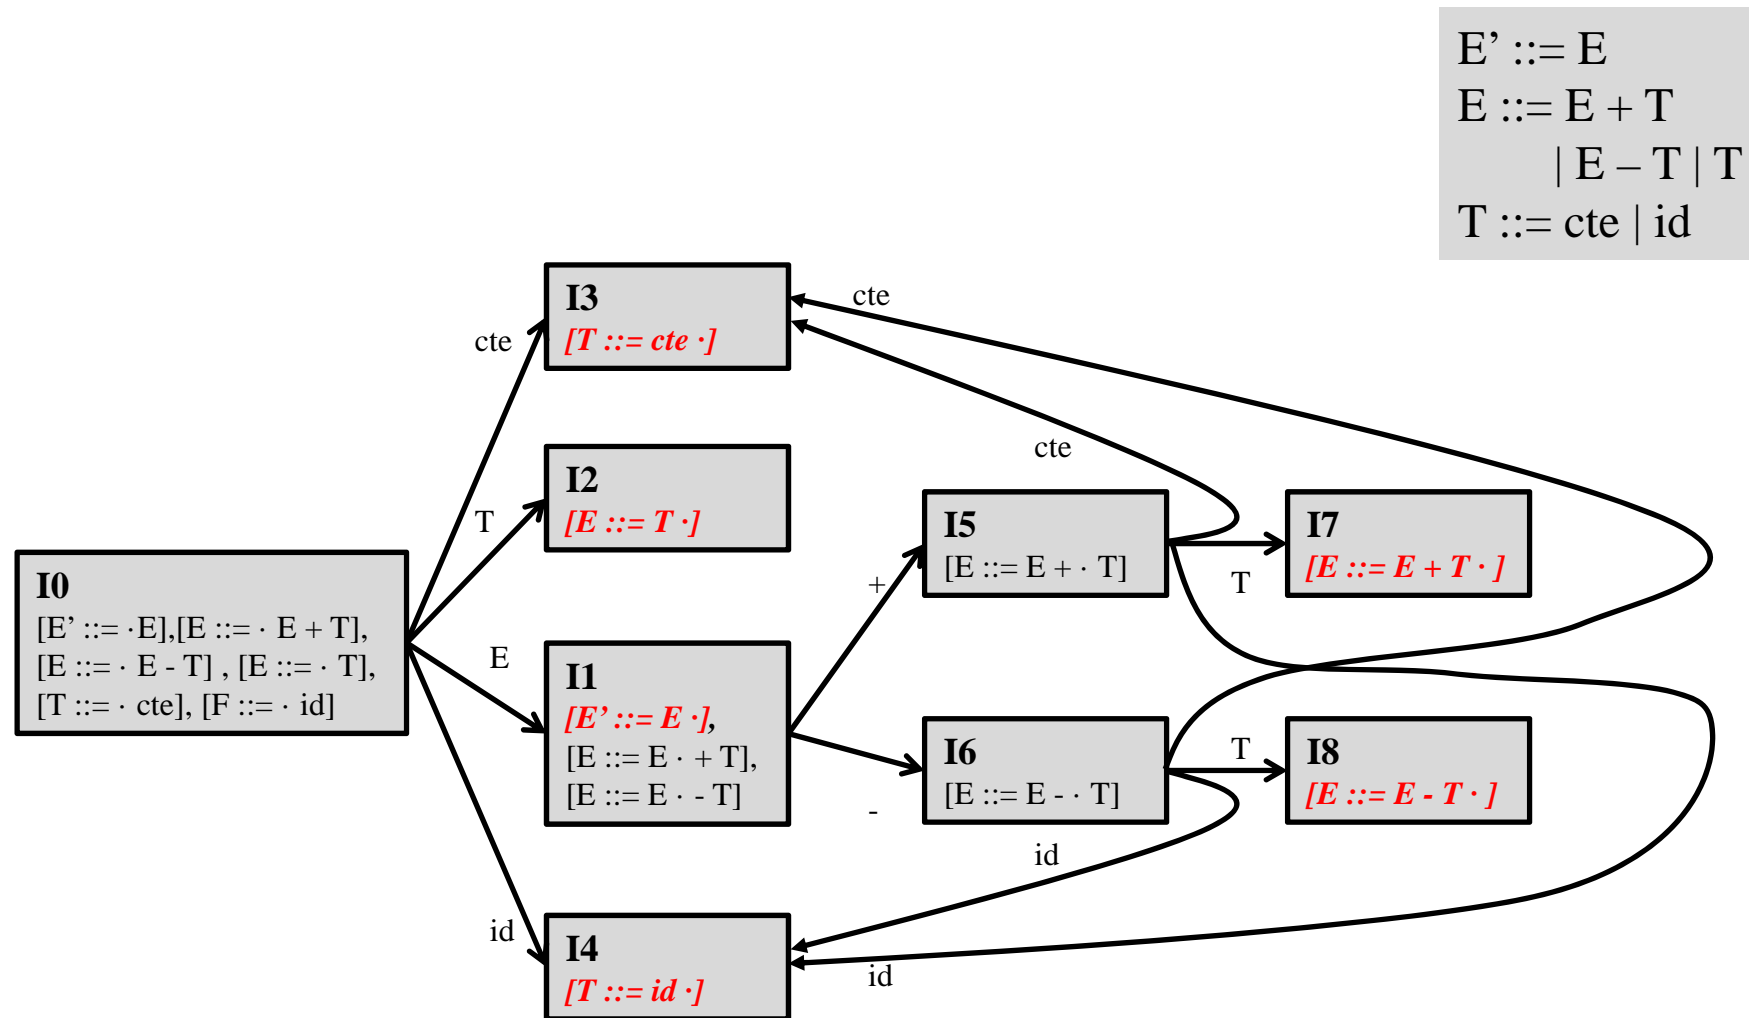 E’ ::= E
E ::= E + T
| E – T | T
T ::= cte | id
I3
[T ::= cte ·]
cte
cte
cte
I2
[E ::= T ·]
T
I5
[E ::= E + · T]
I7
[E ::= E + T · ]
+
T
I0
[E’ ::= ·E],[E ::= · E + T],
[E ::= · E - T] , [E ::= · T],
[T ::= · cte], [F ::= · id]
E
I1
[E’ ::= E ·],
[E ::= E · + T],
[E ::= E · - T]
-
I6
[E ::= E - · T]
T
I8
[E ::= E - T · ]
id
id
I4
[T ::= id ·]
id